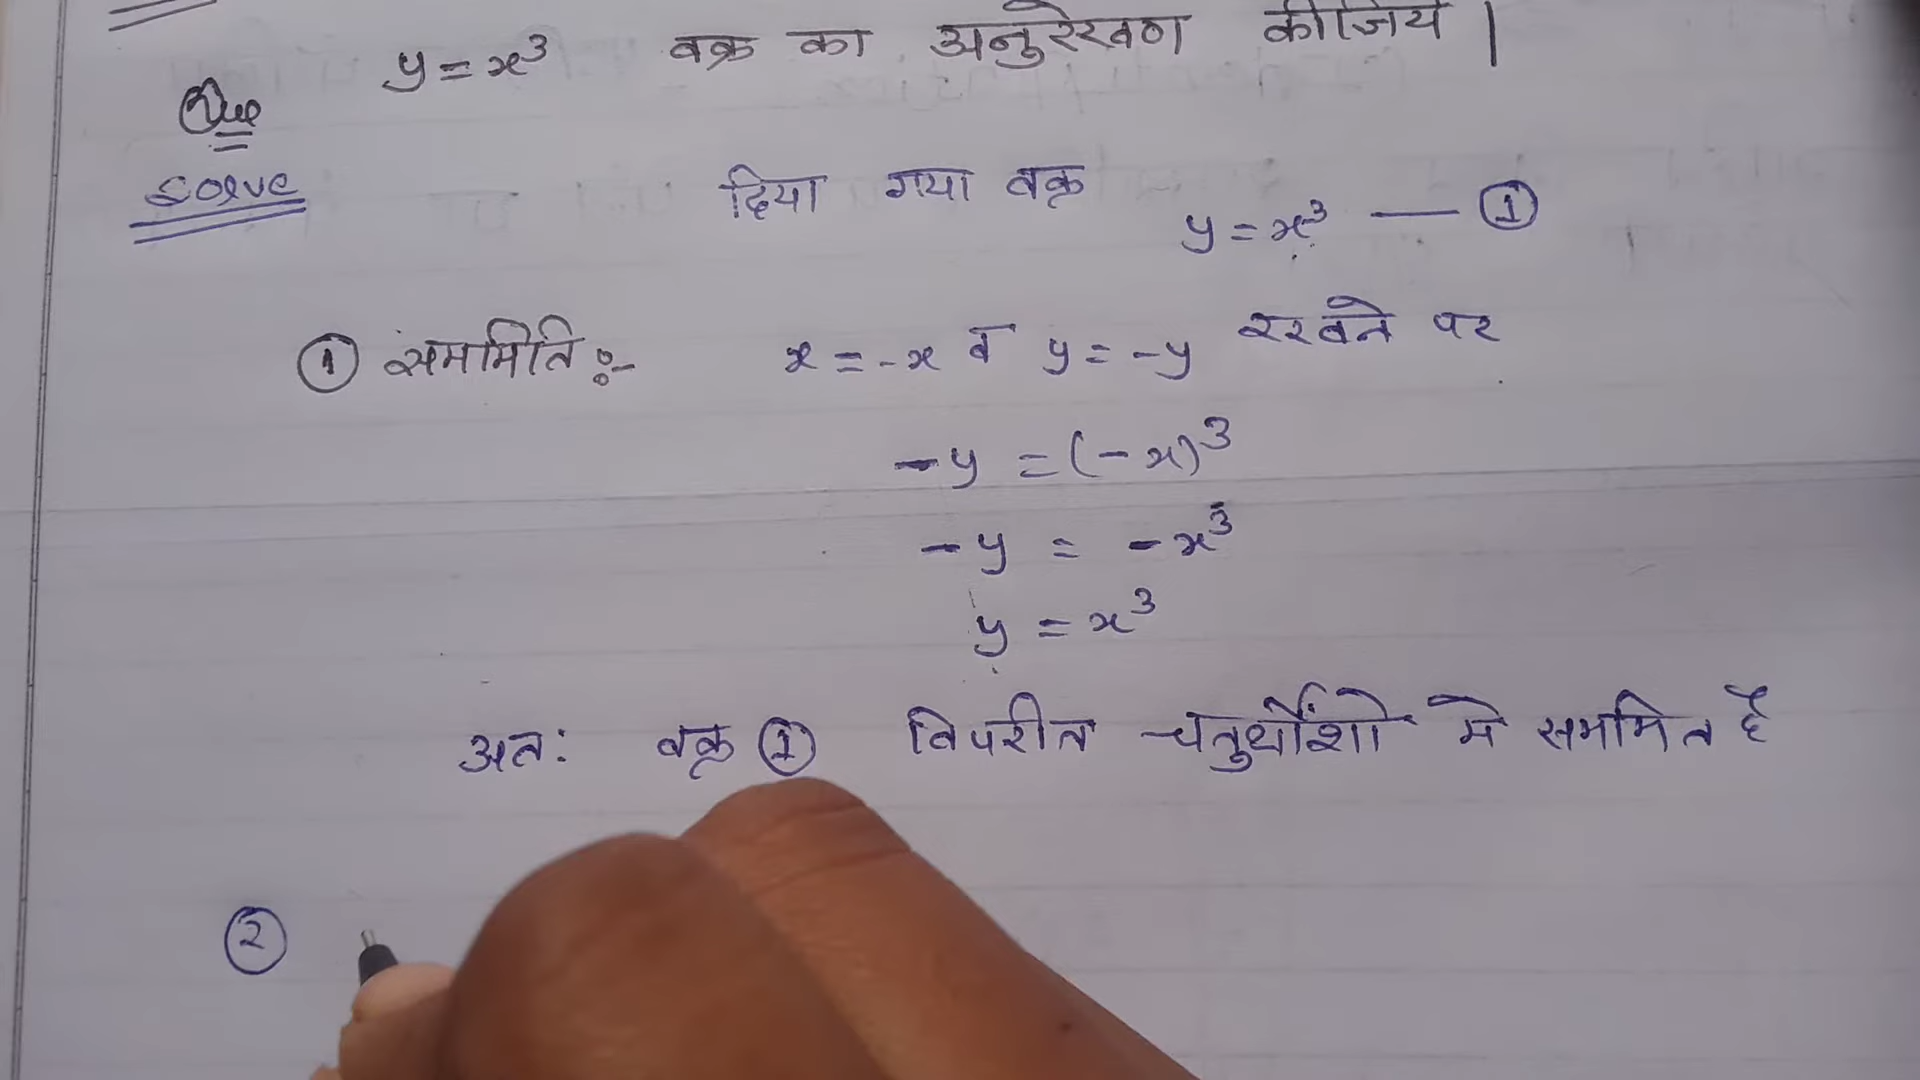 y = x³ वक्र का अनुरेखण कीजिये |
Que
Solve
दिया गया वक्र
y = x³ — ①
① सममिति :- x = -x व y = -y रखने पर
-y = (-x)³
-y = -x³
y = x³
अतः वक्र ① विपरीत चतुर्थांशो मे सममित है
②